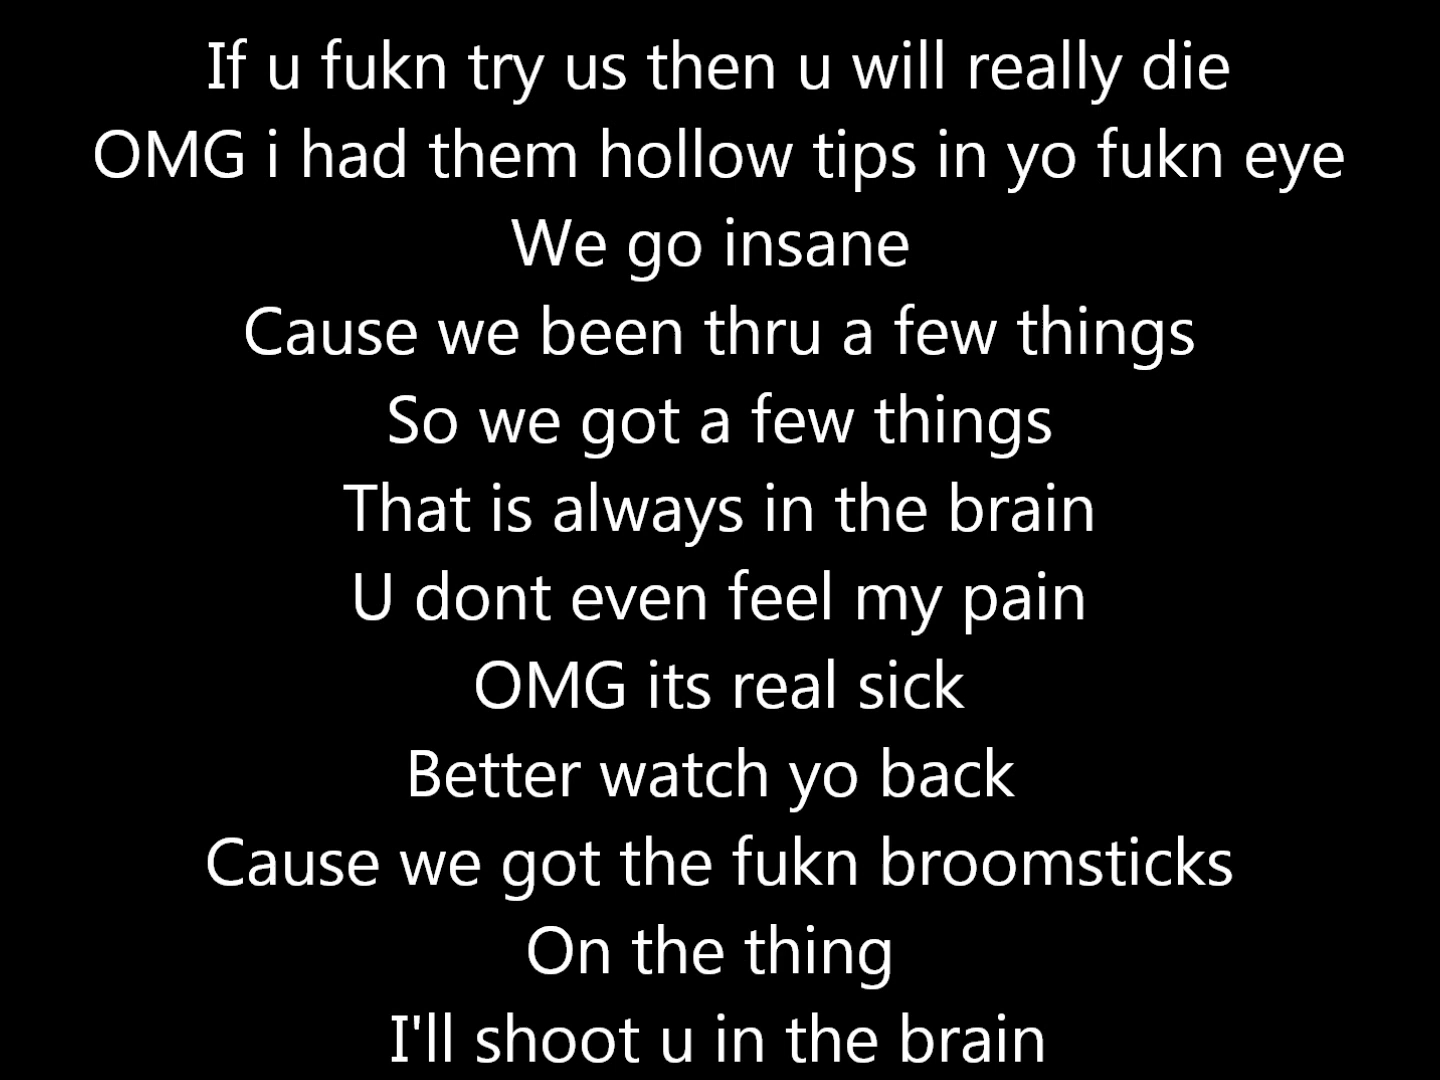 If u fukn try us then u will really die
OMG i had them hollow tips in yo fukn eye
We go insane
Cause we been thru a few things
So we got a few things
That is always in the brain
U dont even feel my pain
OMG its real sick
Better watch yo back
Cause we got the fukn broomsticks
On the thing
I'll shoot u in the brain